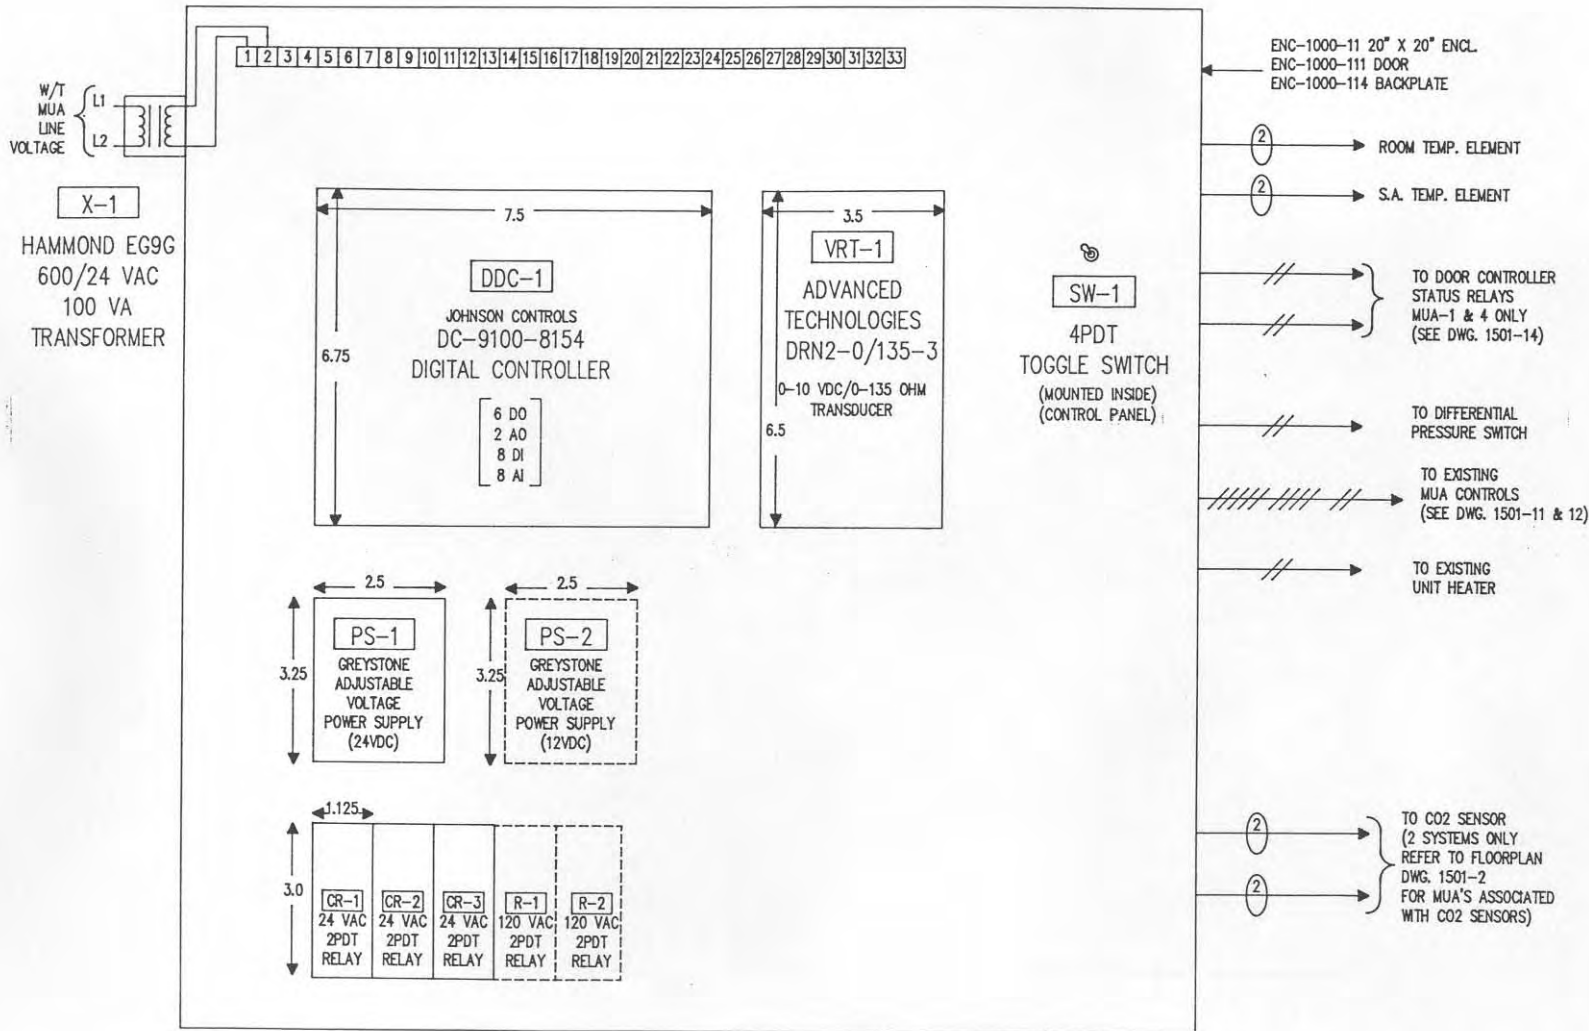 1 2 3 4 5 6 7 8 9 10 11 12 13 14 15 16 17 18 19 20 21 22 23 24 25 26 27 28 29 30 31 32 33
W/T
MUA
LINE
VOLTAGE
L1
L2
X-1
HAMMOND EG9G
600/24 VAC
100 VA
TRANSFORMER
7.5
6.75
DDC-1
JOHNSON CONTROLS
DC-9100-8154
DIGITAL CONTROLLER
6 DO
2 AO
8 DI
8 AI
3.5
6.5
VRT-1
ADVANCED
TECHNOLOGIES
DRN2-0/135-3
0-10 VDC/0-135 OHM
TRANSDUCER
SW-1
4PDT
TOGGLE SWITCH
(MOUNTED INSIDE)
(CONTROL PANEL)
2.5
3.25
PS-1
GREYSTONE
ADJUSTABLE
VOLTAGE
POWER SUPPLY
(24VDC)
2.5
3.25
PS-2
GREYSTONE
ADJUSTABLE
VOLTAGE
POWER SUPPLY
(12VDC)
1.125
3.0
CR-1
24 VAC
2PDT
RELAY
CR-2
24 VAC
2PDT
RELAY
CR-3
24 VAC
2PDT
RELAY
R-1
120 VAC
2PDT
RELAY
R-2
120 VAC
2PDT
RELAY
ENC-1000-11 20" X 20" ENCL.
ENC-1000-111 DOOR
ENC-1000-114 BACKPLATE
2
ROOM TEMP. ELEMENT
2
S.A. TEMP. ELEMENT
TO DOOR CONTROLLER
STATUS RELAYS
MUA-1 & 4 ONLY
(SEE DWG. 1501-14)
TO DIFFERENTIAL
PRESSURE SWITCH
TO EXISTING
MUA CONTROLS
(SEE DWG. 1501-11 & 12)
TO EXISTING
UNIT HEATER
2
2
TO CO2 SENSOR
(2 SYSTEMS ONLY
REFER TO FLOORPLAN
DWG. 1501-2
FOR MUA'S ASSOCIATED
WITH CO2 SENSORS)